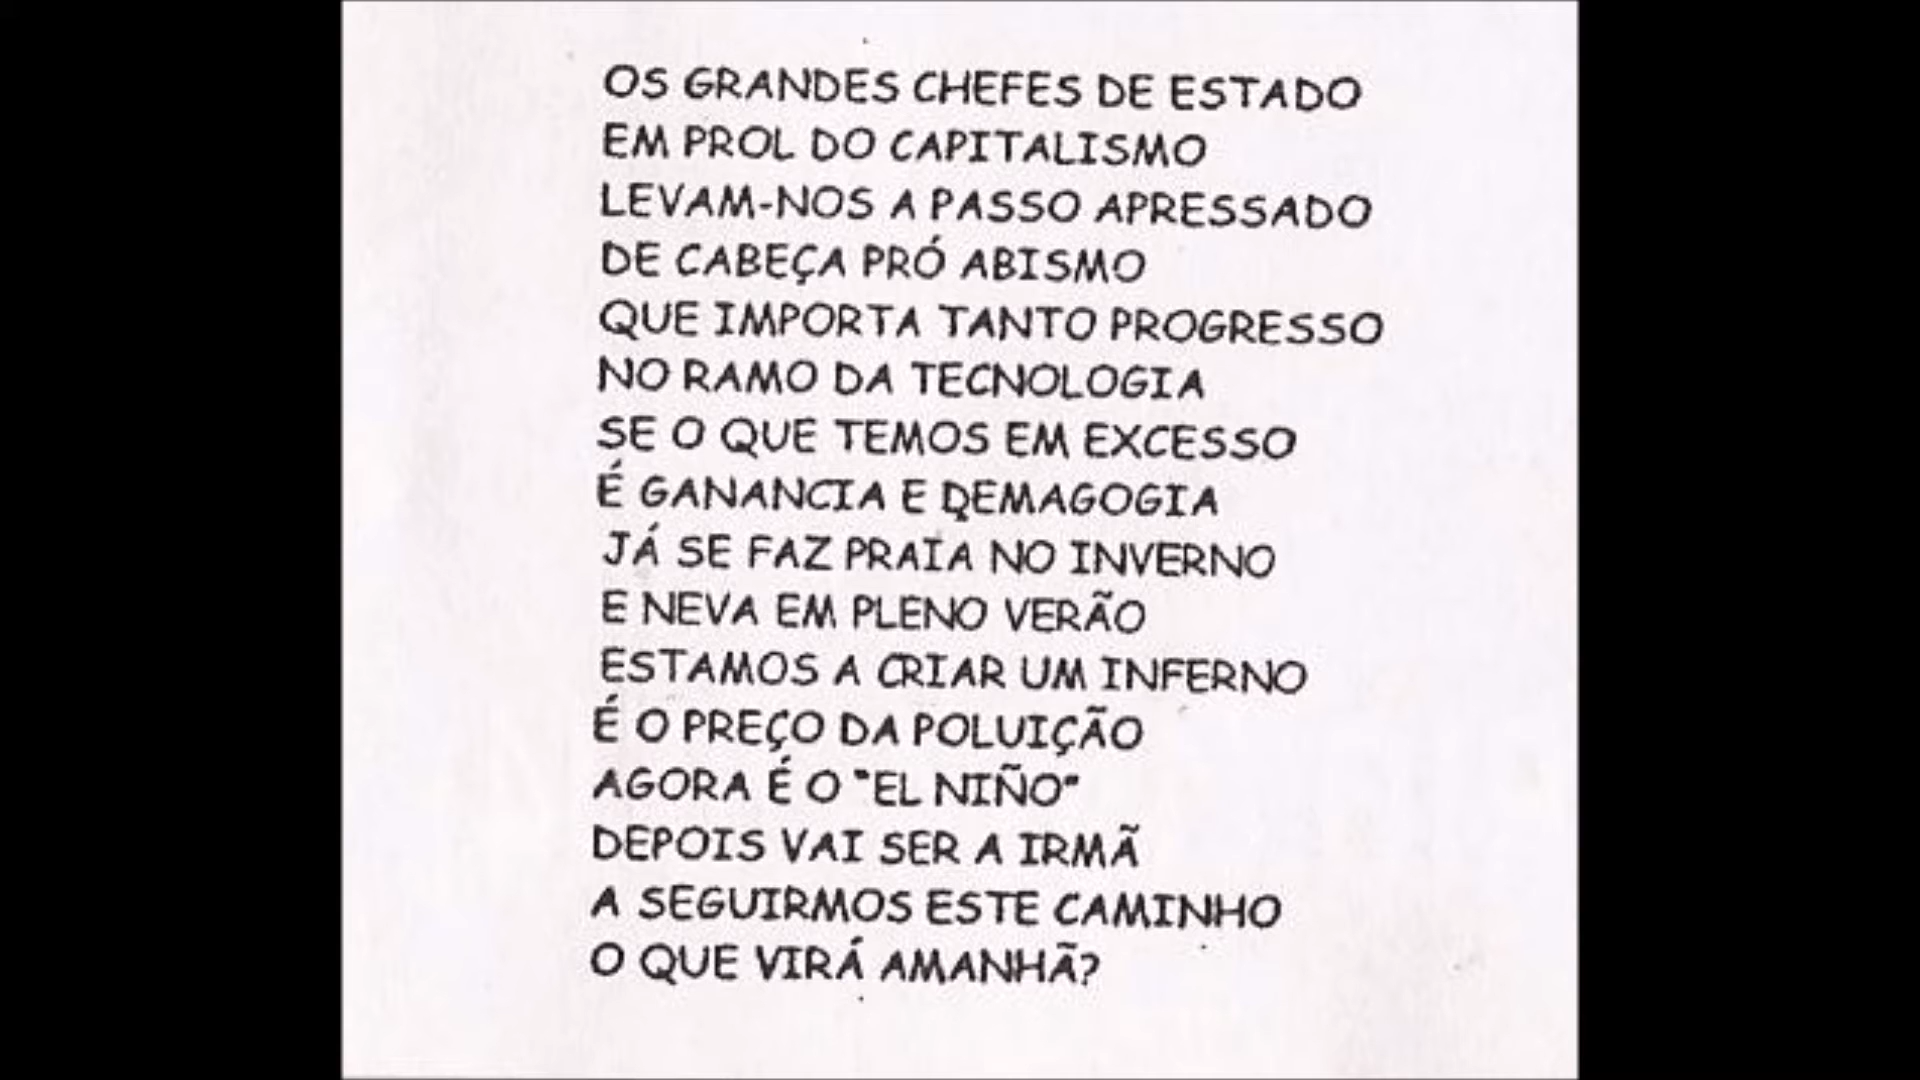 OS GRANDES CHEFES DE ESTADO
EM PROL DO CAPITALISMO
LEVAM-NOS A PASSO APRESSADO
DE CABEÇA PRÓ ABISMO
QUE IMPORTA TANTO PROGRESSO
NO RAMO DA TECNOLOGIA
SE O QUE TEMOS EM EXCESSO
É GANANCIA E DEMAGOGIA
JÁ SE FAZ PRAIA NO INVERNO
E NEVA EM PLENO VERÃO
ESTAMOS A CRIAR UM INFERNO
É O PREÇO DA POLUIÇÃO
AGORA É O "EL NIÑO"
DEPOIS VAI SER A IRMÃ
A SEGUIRMOS ESTE CAMINHO
O QUE VIRÁ AMANHÃ?